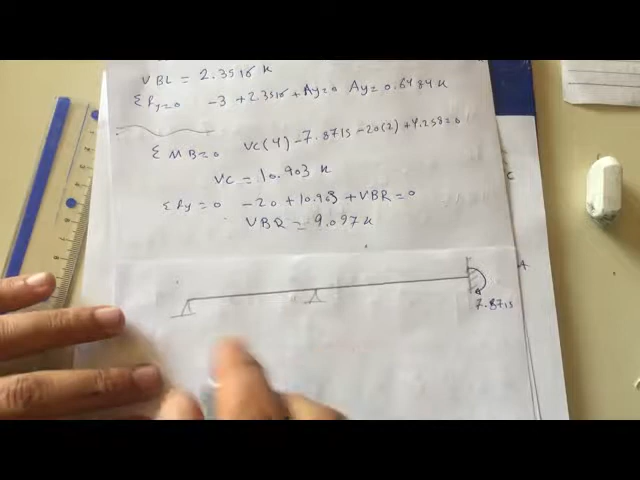 VBL = 2.3516 K
ΣFy=0 -3 + 2.3516 + Ay=0 Ay = 0.6484 K
Σ MB=0 VC(4) - 7.8715 - 20(2) + 4.258=0
VC = 10.903 K
ΣFy =0 -20 + 10.903 + VBR = 0
VBR = 9.097 K
A
7.8715